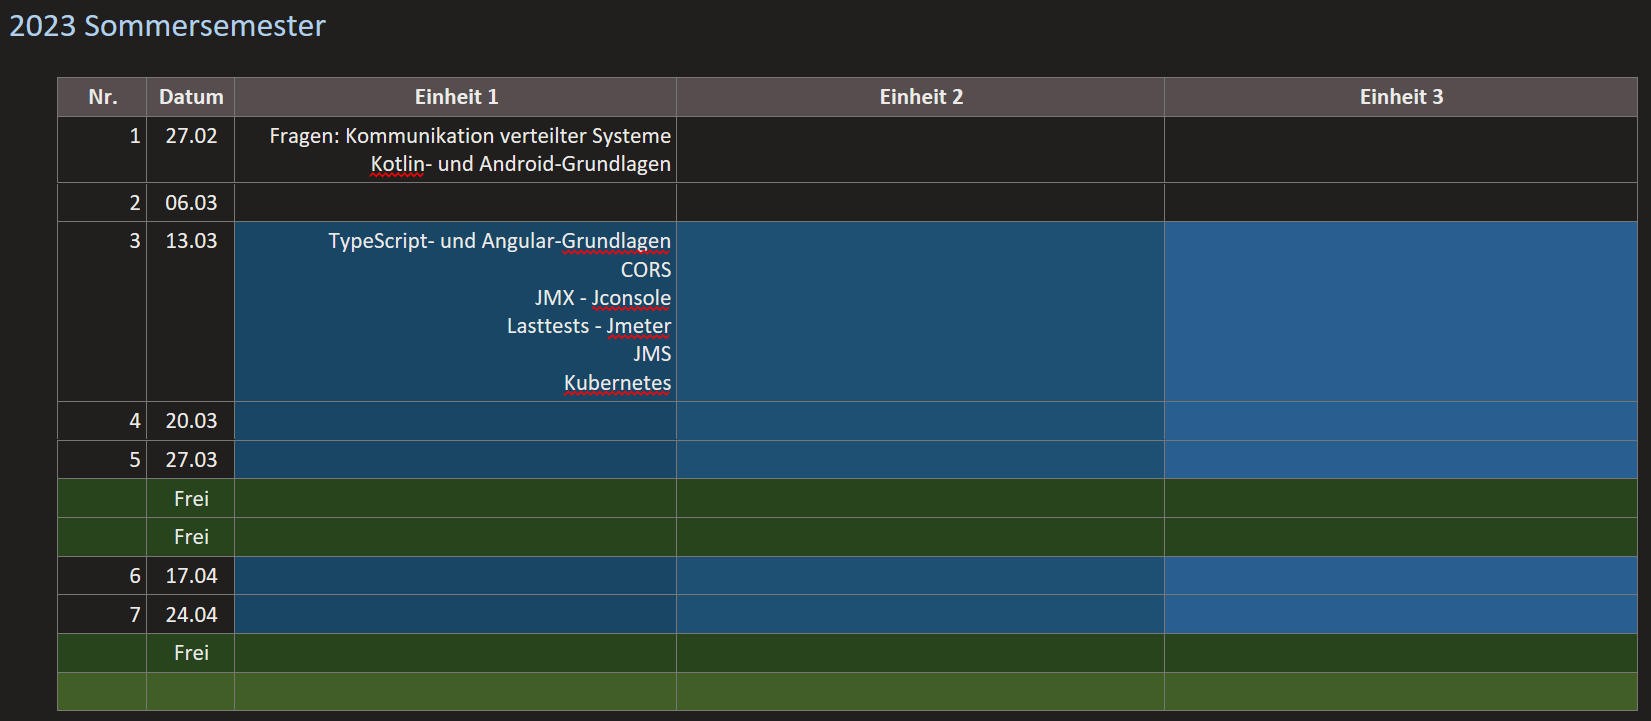 2023 Sommersemester
Nr. Datum Einheit 1 Einheit 2 Einheit 3
1 27.02 Fragen: Kommunikation verteilter Systeme
Kotlin- und Android-Grundlagen
2 06.03
3 13.03 TypeScript- und Angular-Grundlagen
CORS
JMX - Jconsole
Lasttests - Jmeter
JMS
Kubernetes
4 20.03
5 27.03
Frei
Frei
6 17.04
7 24.04
Frei